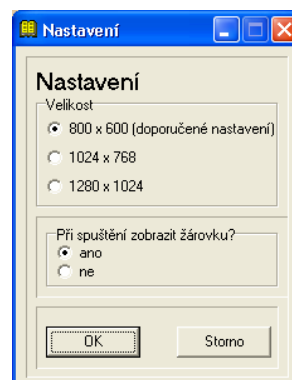 Nastavení
Nastavení
Velikost
800 x 600 (doporučené nastavení)
1024 x 768
1280 x 1024
Při spuštění zobrazit žárovku?
ano
ne
OK
Storno